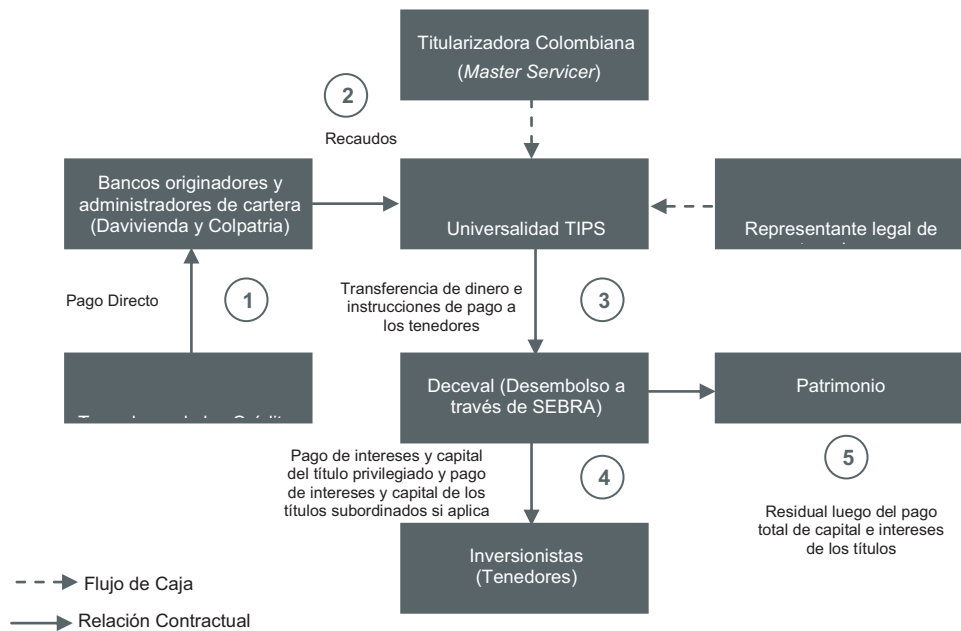 Titularizadora Colombiana
(Master Servicer)
2
Recaudos
Bancos originadores y
administradores de cartera
(Davivienda y Colpatria)
Universalidad TIPS
Representante legal de
Pago Directo
1
Transferencia de dinero e
instrucciones de pago a
los tenedores
3
Deceval (Desembolso a
través de SEBRA)
Patrimonio
Pago de intereses y capital
del título privilegiado y pago
de intereses y capital de los
títulos subordinados si aplica
4
5
Residual luego del pago
total de capital e intereses
de los títulos
Inversionistas
(Tenedores)
Flujo de Caja
Relación Contractual